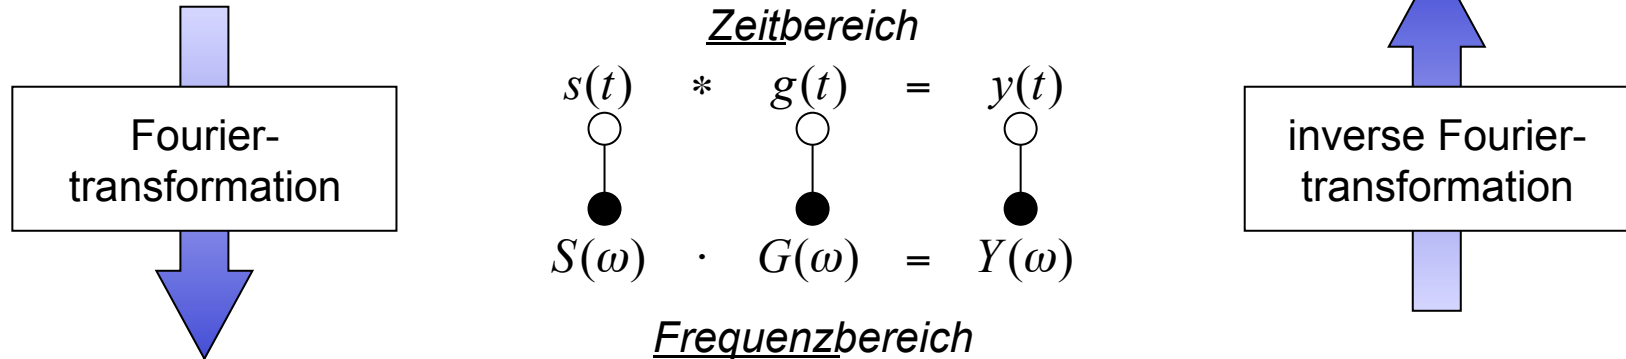 Zeitbereich
s(t) * g(t) = y(t)
Fourier-
transformation
inverse Fourier-
transformation
S(ω) · G(ω) = Y(ω)
Frequenzbereich